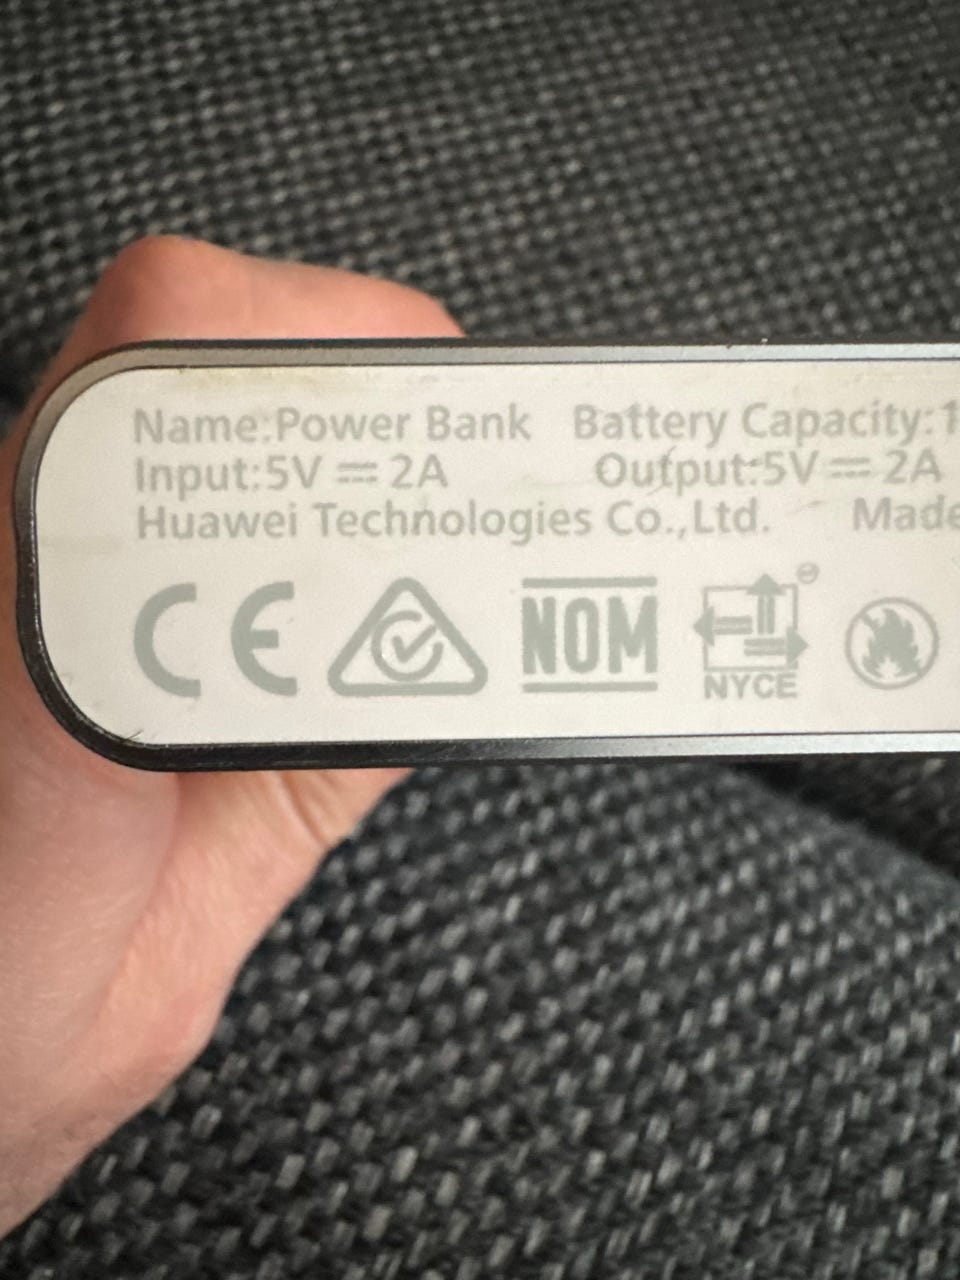 Name:Power Bank Battery Capacity:1
Input:5V⎓2A Output:5V⎓2A
Huawei Technologies Co.,Ltd. Made
CE NOM
NYCE